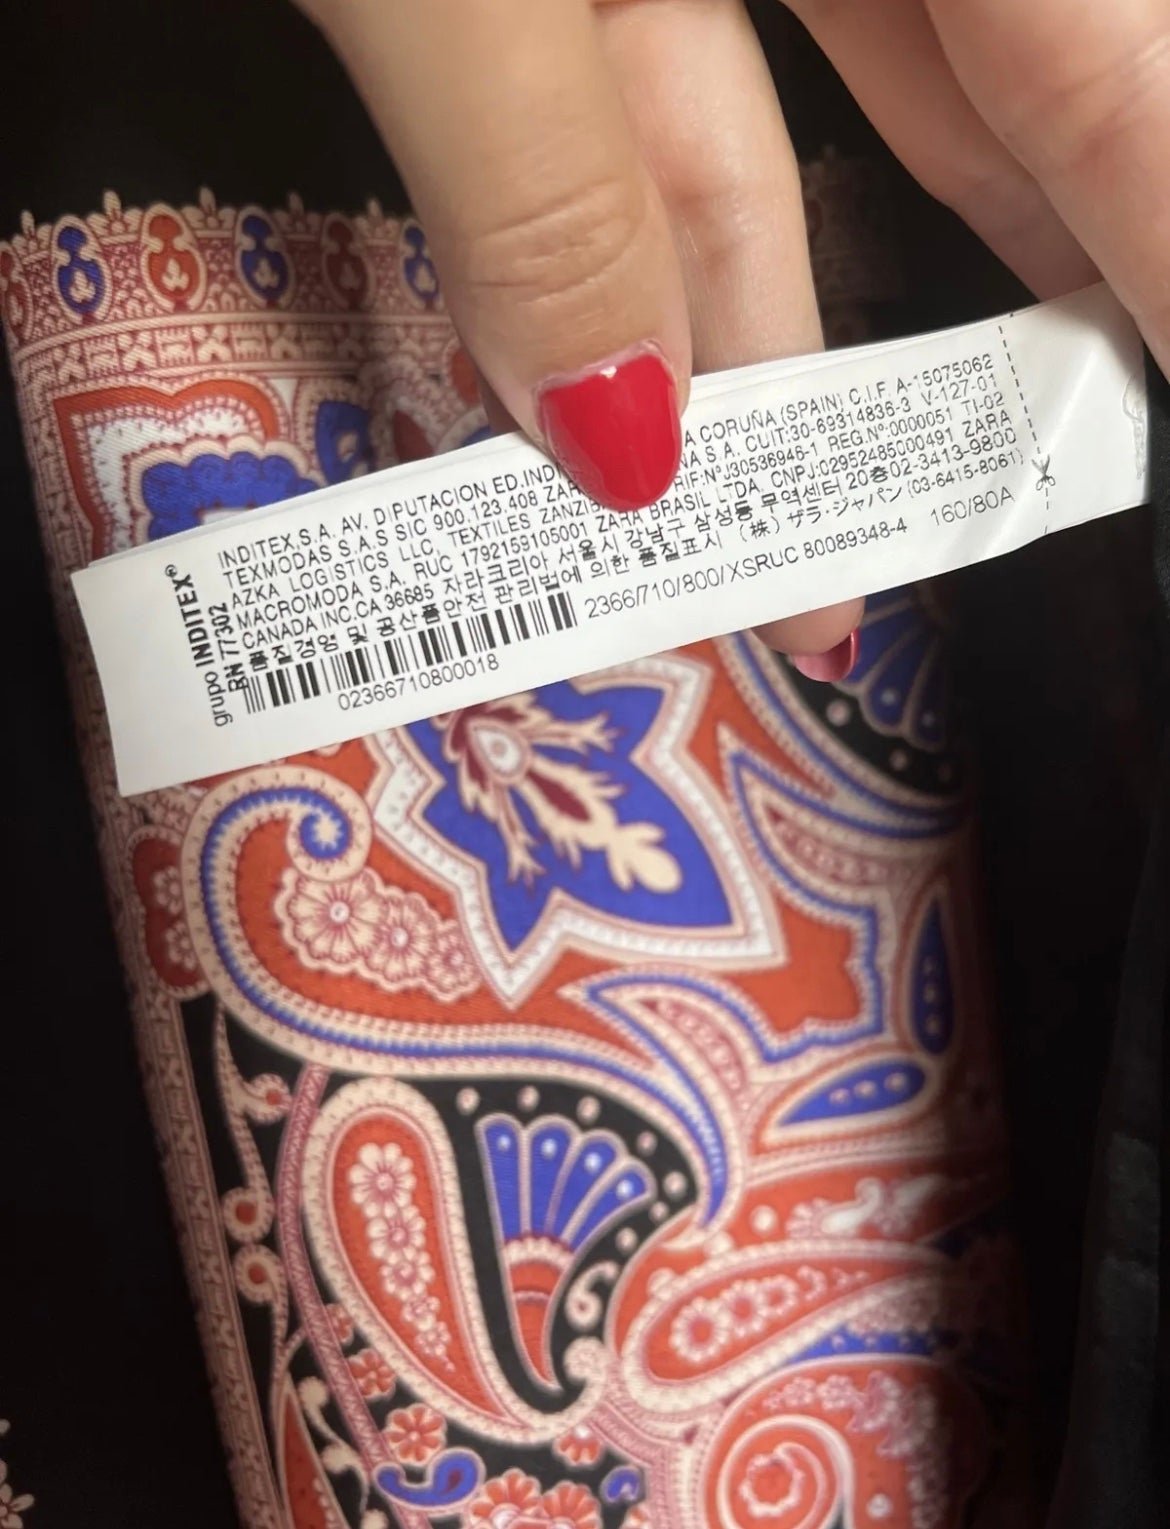 grupo INDITEX®
RN 77302
INDITEX,S.A. AV. DIPUTACION ED.INDI A CORUÑA (SPAIN) C.I.F. A-15075062
TEXMODAS S.A.S SIC 900.123.408 ZAR NA S.A. CUIT:30-69314836-3 V-127-01
AZKA LOGISTICS LLC, TEXTILES ZANZIB RIF:NºJ30536946-1 REG.Nº:0000051 TI-02
MACROMODA S.A. RUC 1792159105001 ZARA BRASIL LTDA, CNPJ:02952485000491 ZARA
CANADA INC.CA 36685 자라코리아 서울시 강남구 삼성동 무역센터 20층02-3413-9800
품질경영 및 공산품안전 관리법에 의한 품질표시 (株) ザラ・ジャパン (03-6415-8061)
02366710800018
2366/710/800/XSRUC 80089348-4 160/80A